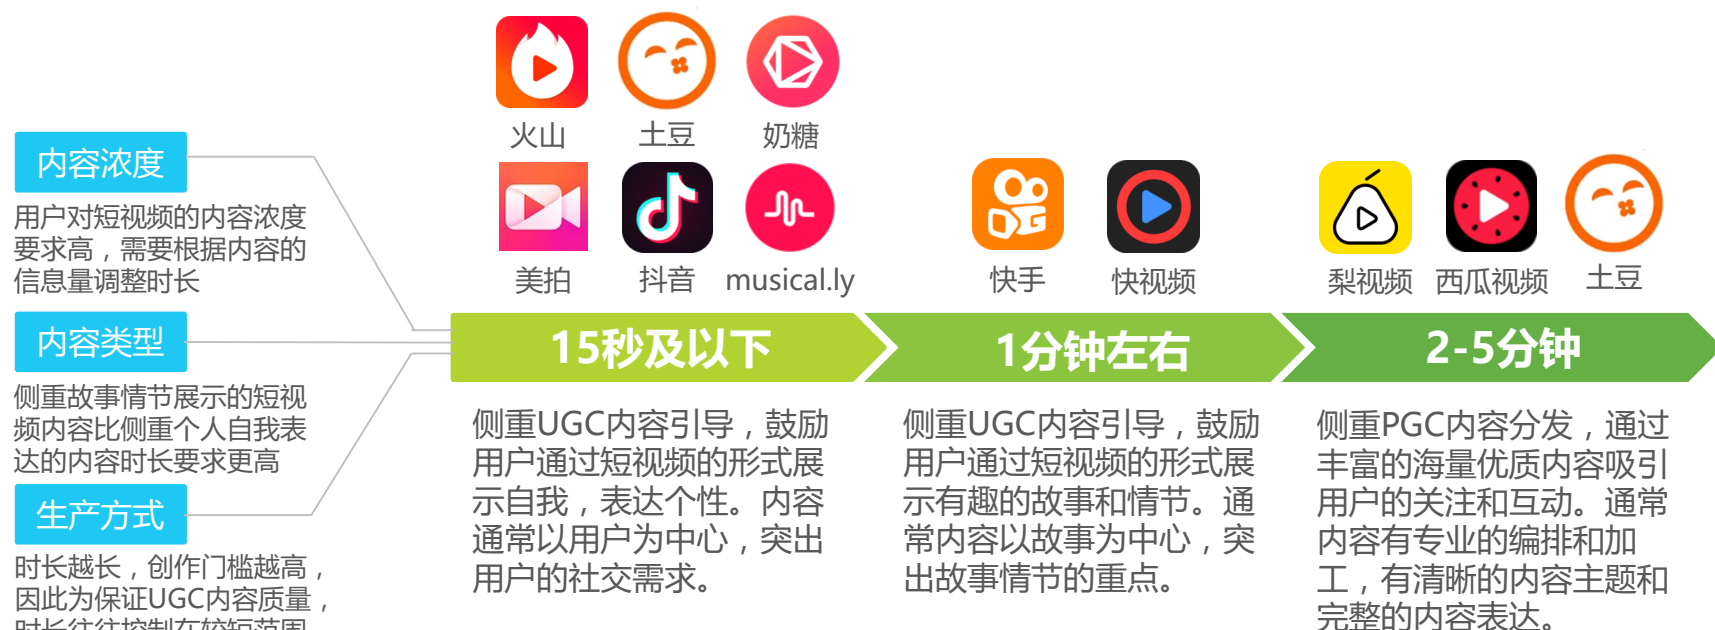 火山
土豆
奶糖
美拍
抖音
musical.ly
快手
快视频
梨视频
西瓜视频
土豆
内容浓度
用户对短视频的内容浓度
要求高，需要根据内容的
信息量调整时长
内容类型
侧重故事情节展示的短视
频内容比侧重个人自我表
达的内容时长要求更高
生产方式
时长越长，创作门槛越高，
因此为保证UGC内容质量，
时长往往控制在较短范围
15秒及以下
侧重UGC内容引导，鼓励
用户通过短视频的形式展
示自我，表达个性。内容
通常以用户为中心，突出
用户的社交需求。
1分钟左右
侧重UGC内容引导，鼓励
用户通过短视频的形式展
示有趣的故事和情节。通
常内容以故事为中心，突
出故事情节的重点。
2-5分钟
侧重PGC内容分发，通过
丰富的海量优质内容吸引
用户的关注和互动。通常
内容有专业的编排和加
工，有清晰的内容主题和
完整的内容表达。